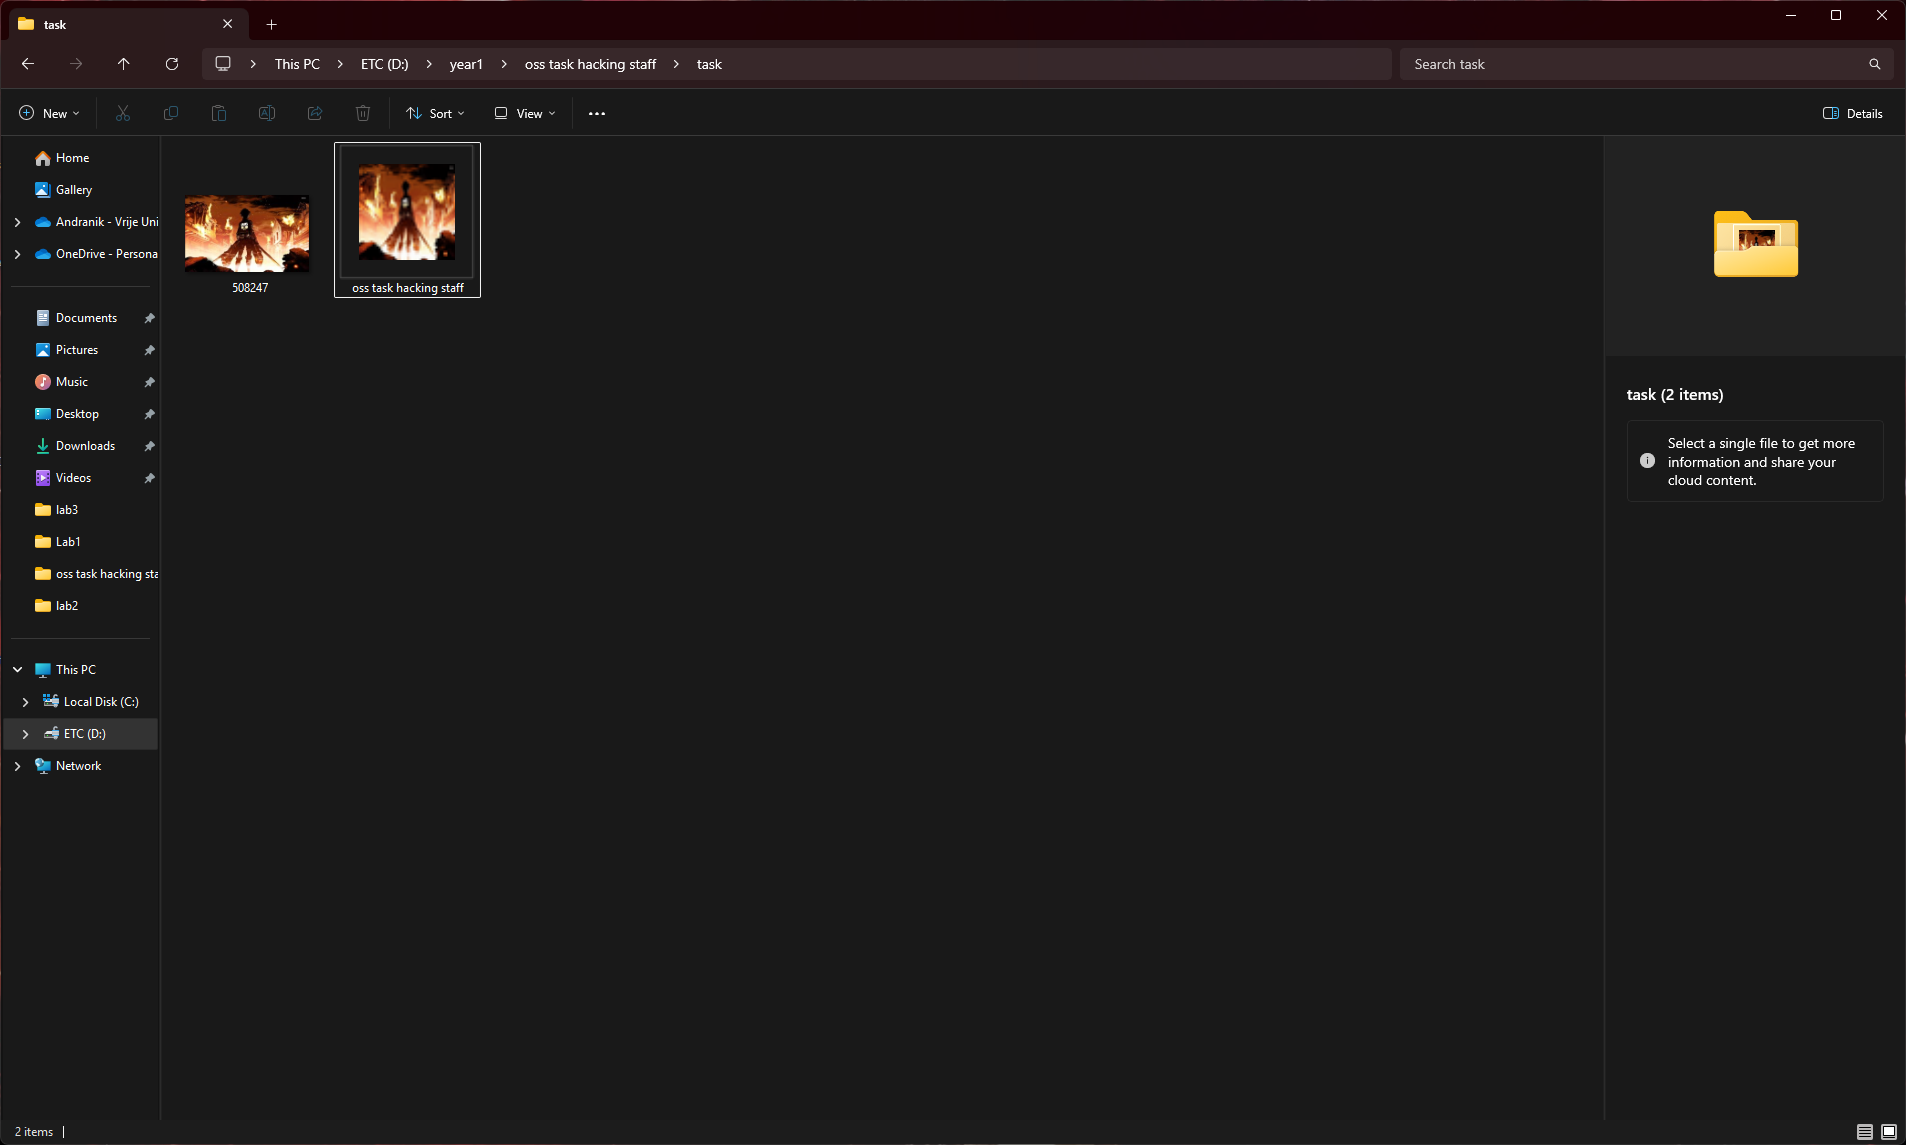 task
This PC
ETC (D:)
year1
oss task hacking staff
task
Search task
New
Sort
View
Details
Home
Gallery
Andranik - Vrije Uni
OneDrive - Persona
Documents
Pictures
Music
Desktop
Downloads
Videos
lab3
Lab1
oss task hacking sta
lab2
This PC
Local Disk (C:)
ETC (D:)
Network
508247
oss task hacking staff
task (2 items)
Select a single file to get more
information and share your
cloud content.
2 items